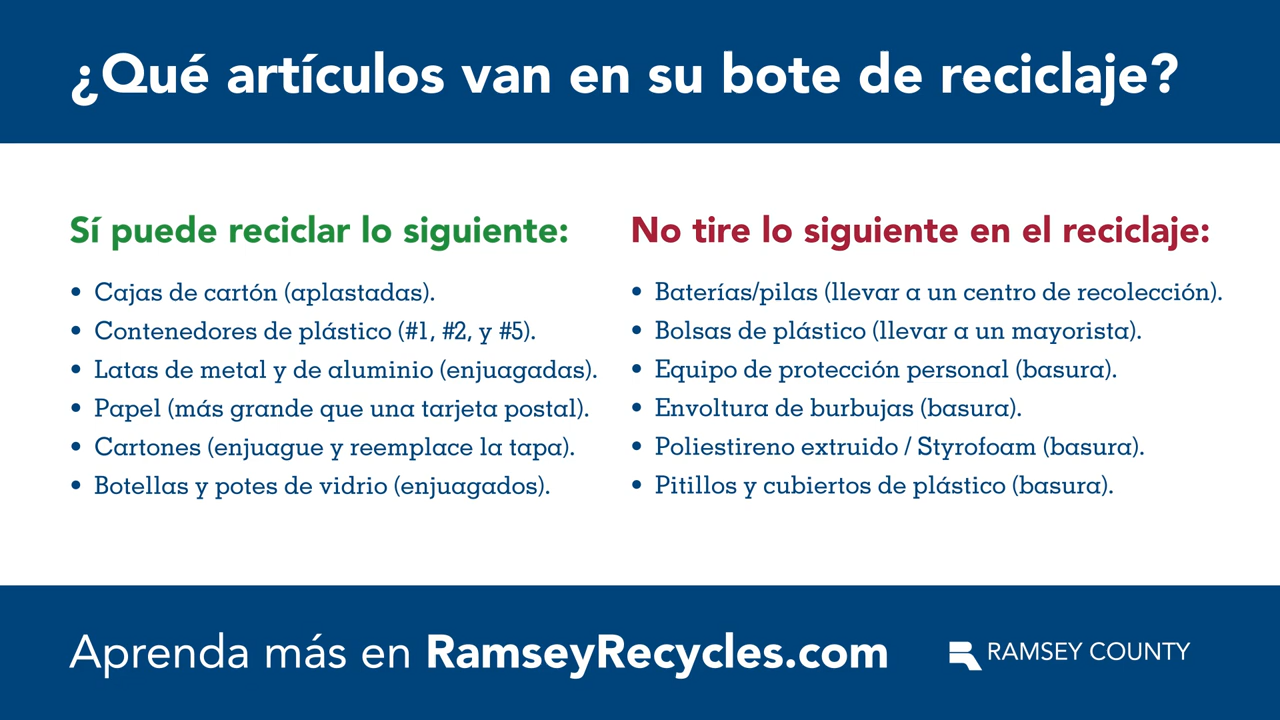 ¿Qué artículos van en su bote de reciclaje?
Sí puede reciclar lo siguiente:
• Cajas de cartón (aplastadas).
• Contenedores de plástico (#1, #2, y #5).
• Latas de metal y de aluminio (enjuagadas).
• Papel (más grande que una tarjeta postal).
• Cartones (enjuague y reemplace la tapa).
• Botellas y potes de vidrio (enjuagados).
No tire lo siguiente en el reciclaje:
• Baterías/pilas (llevar a un centro de recolección).
• Bolsas de plástico (llevar a un mayorista).
• Equipo de protección personal (basura).
• Envoltura de burbujas (basura).
• Poliestireno extruido / Styrofoam (basura).
• Pitillos y cubiertos de plástico (basura).
Aprenda más en RamseyRecycles.com
RAMSEY COUNTY